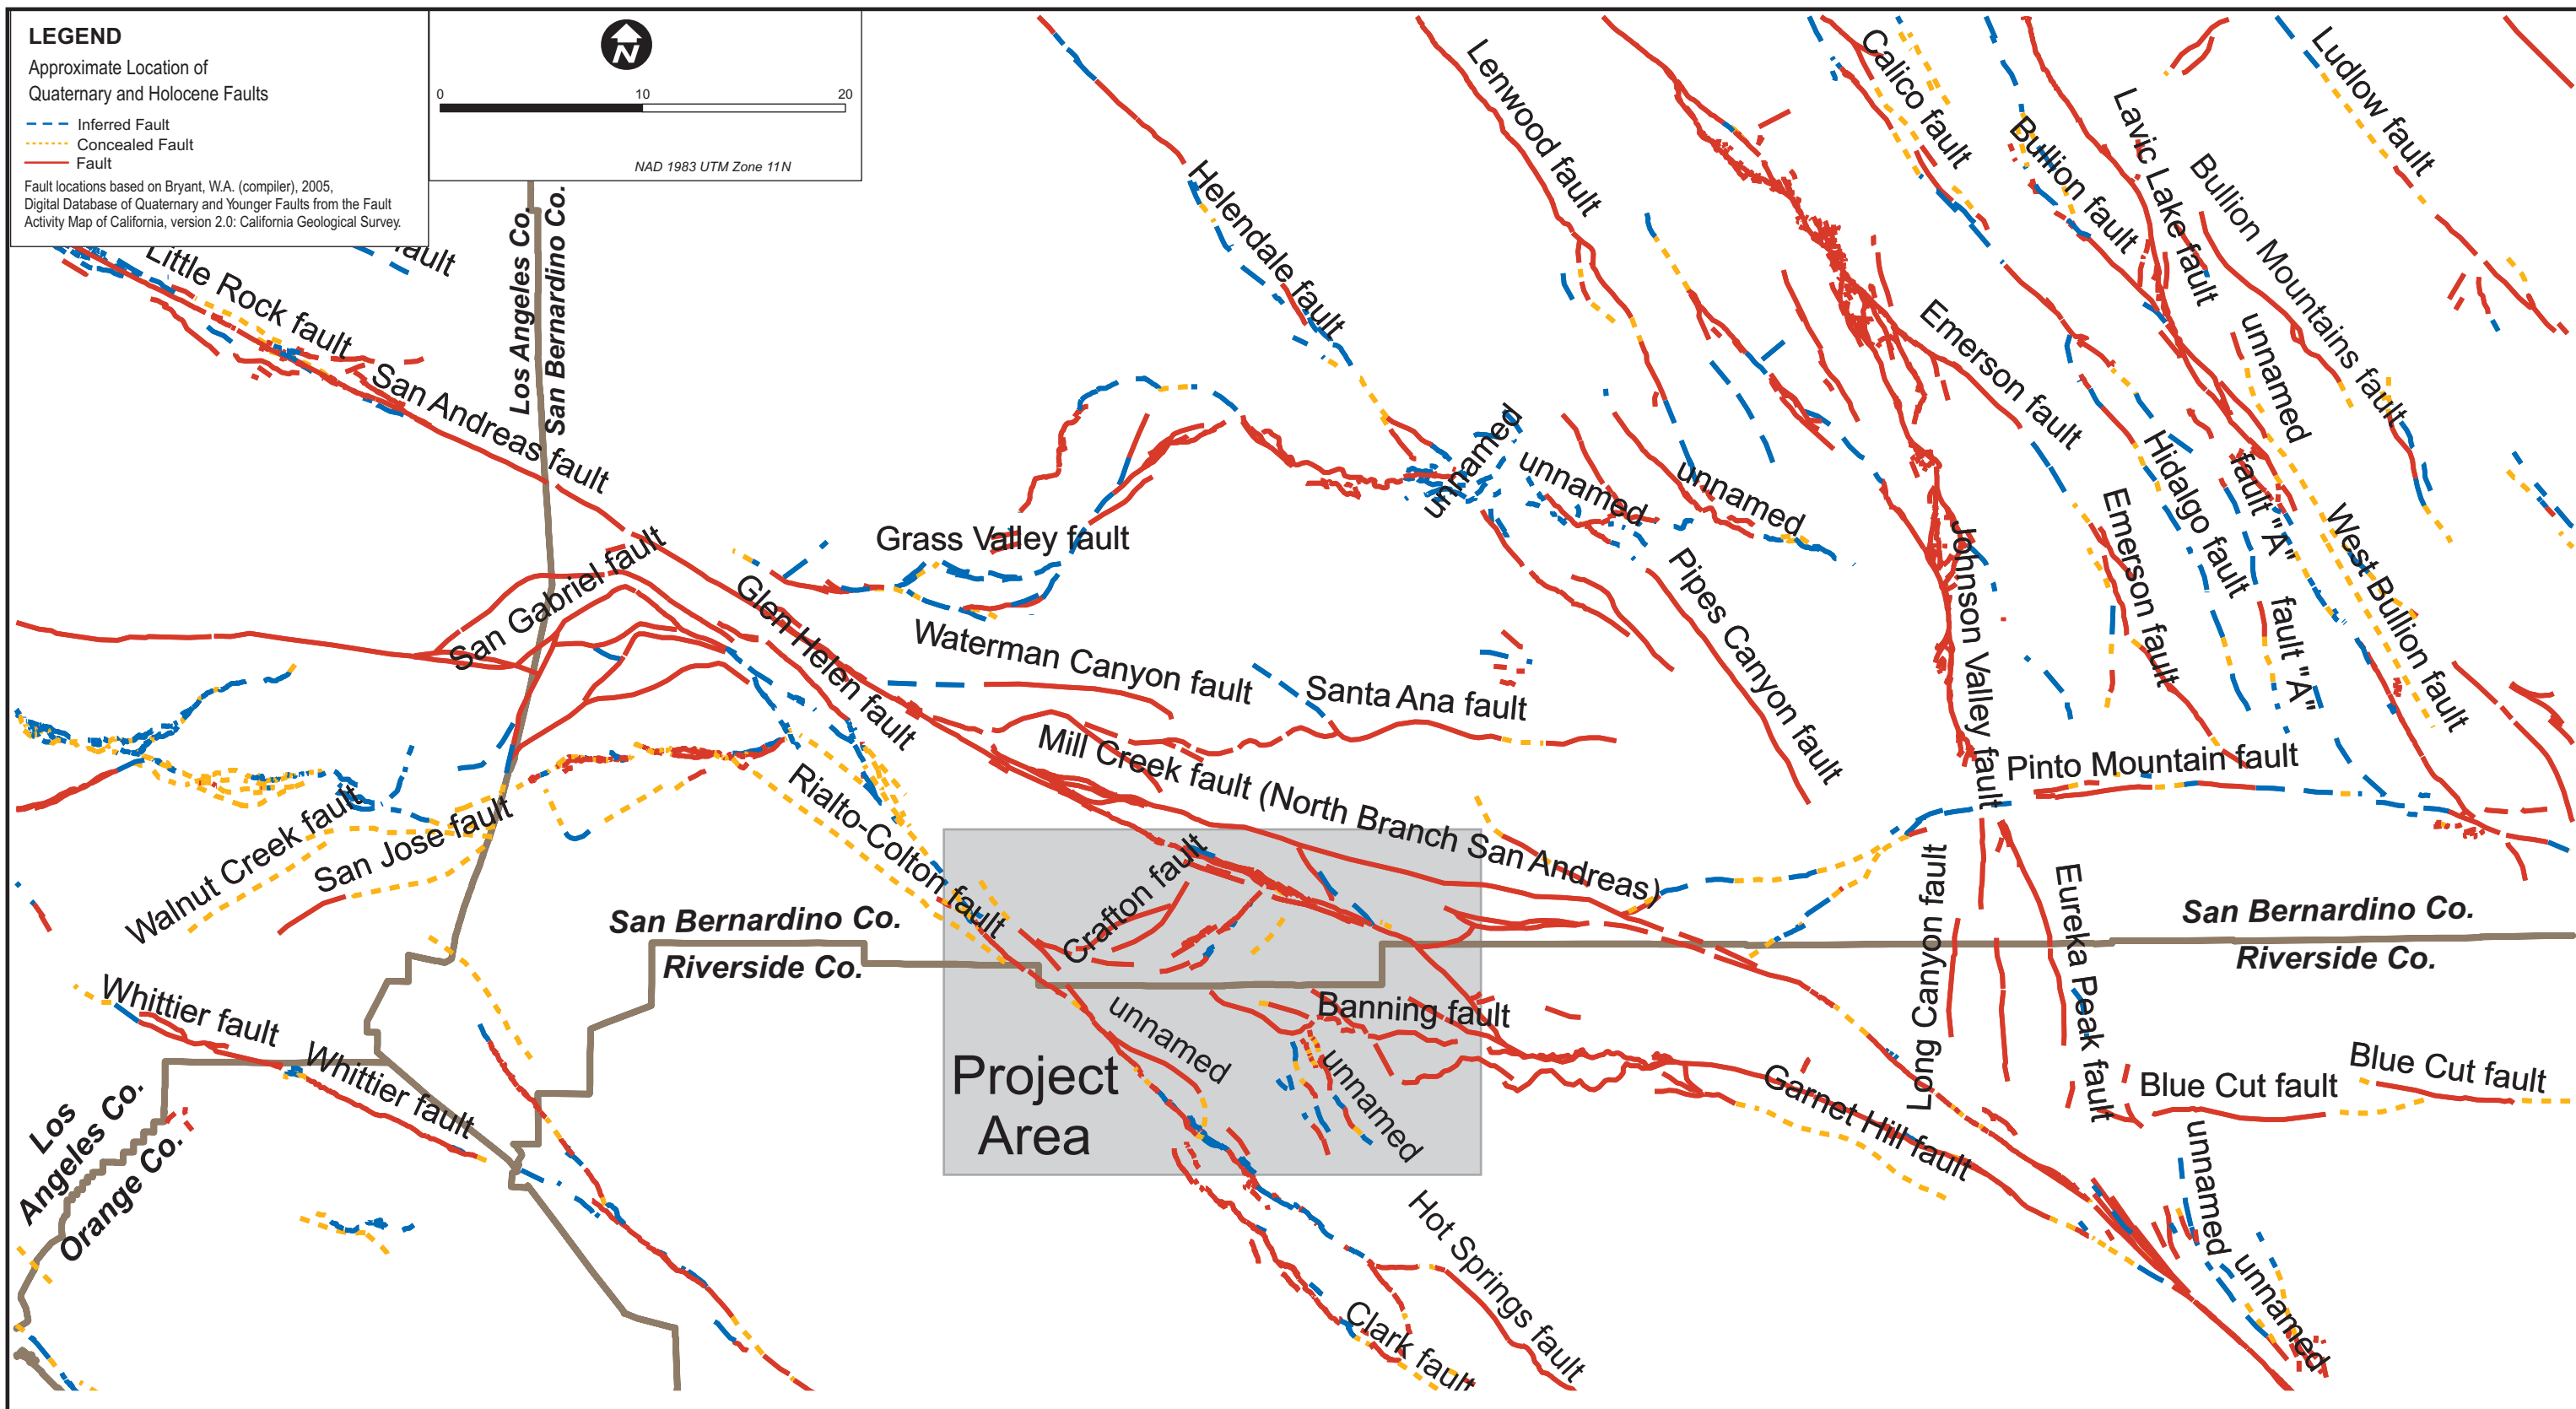 LEGEND
Approximate Location of
Quaternary and Holocene Faults
Inferred Fault
Concealed Fault
Fault
Fault locations based on Bryant, W.A. (compiler), 2005,
Digital Database of Quaternary and Younger Faults from the Fault
Activity Map of California, version 2.0: California Geological Survey.
N
0 10 20
NAD 1983 UTM Zone 11N
fault
Little Rock fault
San Andreas fault
Los Angeles Co.
San Bernardino Co.
Helendale fault
Lenwood fault
Calico fault
Bullion fault
Lavic Lake fault
Bullion Mountains fault
Ludlow fault
Emerson fault
unnamed
unnamed
unnamed
unnamed
Hidalgo fault
fault "A"
West Bullion fault
Emerson fault
fault "A"
Grass Valley fault
San Gabriel fault
Glen Helen fault
Waterman Canyon fault
Santa Ana fault
Pipes Canyon fault
Johnson Valley fault
Pinto Mountain fault
Mill Creek fault (North Branch San Andreas)
Rialto-Colton fault
Walnut Creek fault
San Jose fault
Crafton fault
San Bernardino Co.
Riverside Co.
San Bernardino Co.
Riverside Co.
Long Canyon fault
Eureka Peak fault
Whittier fault
Whittier fault
Banning fault
unnamed
unnamed
Project
Area
Garnet Hill fault
Blue Cut fault
Blue Cut fault
Los
Angeles Co.
Orange Co.
unnamed
unnamed
Hot Springs fault
Clark fault